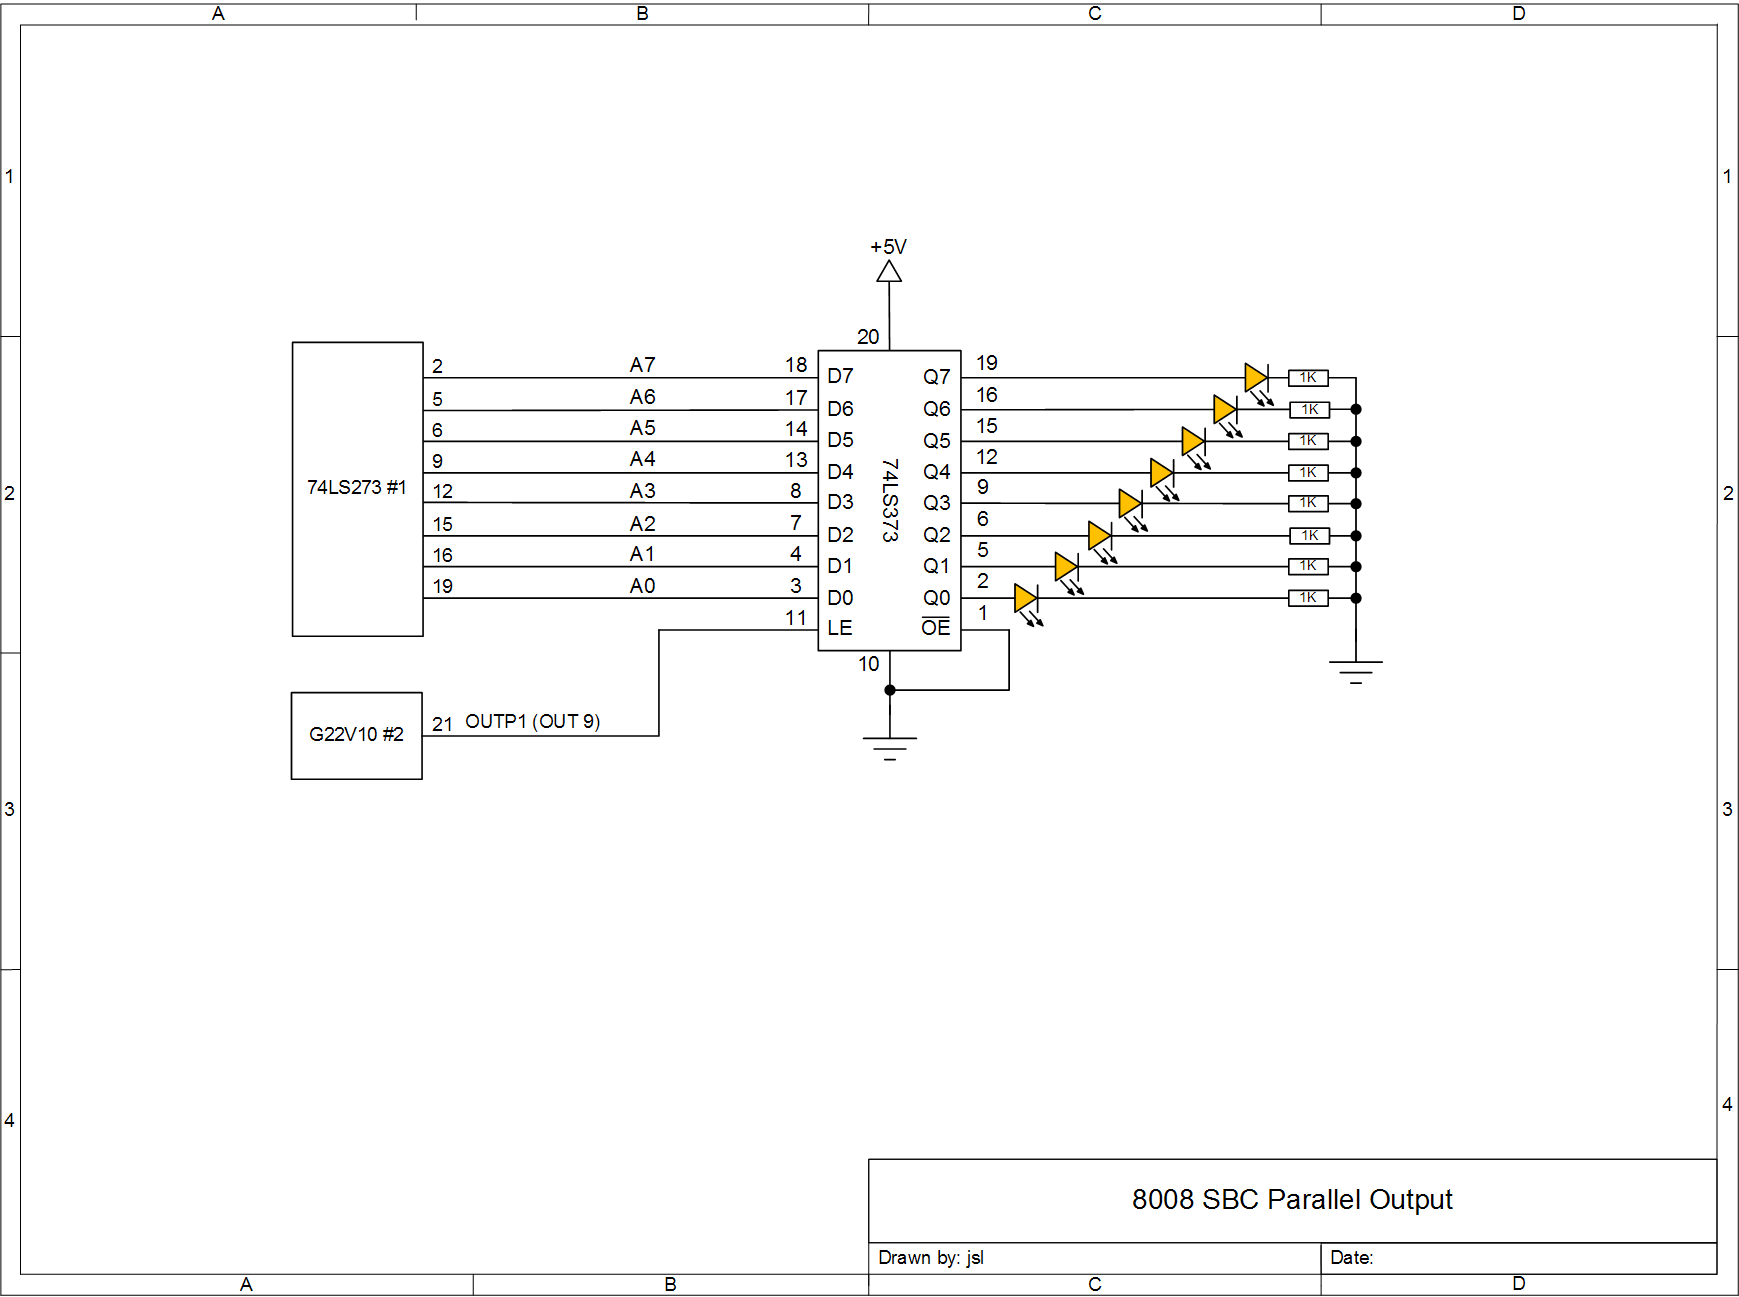 A B C D
1 1
+5V
20
2 A7 18 D7 Q7 19 1K
5 A6 17 D6 Q6 16 1K
6 A5 14 D5 Q5 15 1K
9 A4 13 D4 Q4 12 1K
74LS273 #1
74LS373
2 2
12 A3 8 D3 Q3 9 1K
15 A2 7 D2 Q2 6 1K
16 A1 4 D1 Q1 5 1K
19 A0 3 D0 Q0 2 1K
11 LE OE 1
10
G22V10 #2 21 OUTP1 (OUT 9)
3 3
4 4
8008 SBC Parallel Output
Drawn by: jsl Date:
A B C D